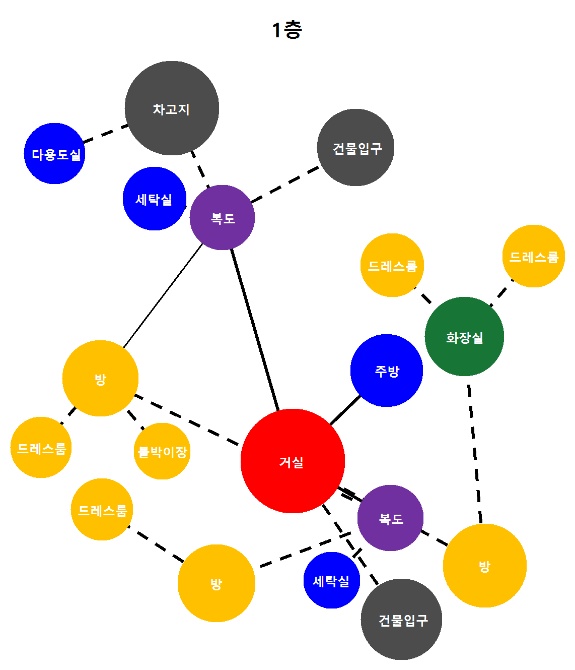 1층
차고지
건물입구
다용도실
세탁실
복도
드레스룸
드레스룸
화장실
주방
방
드레스룸
붙박이장
거실
드레스룸
복도
방
방
세탁실
건물입구